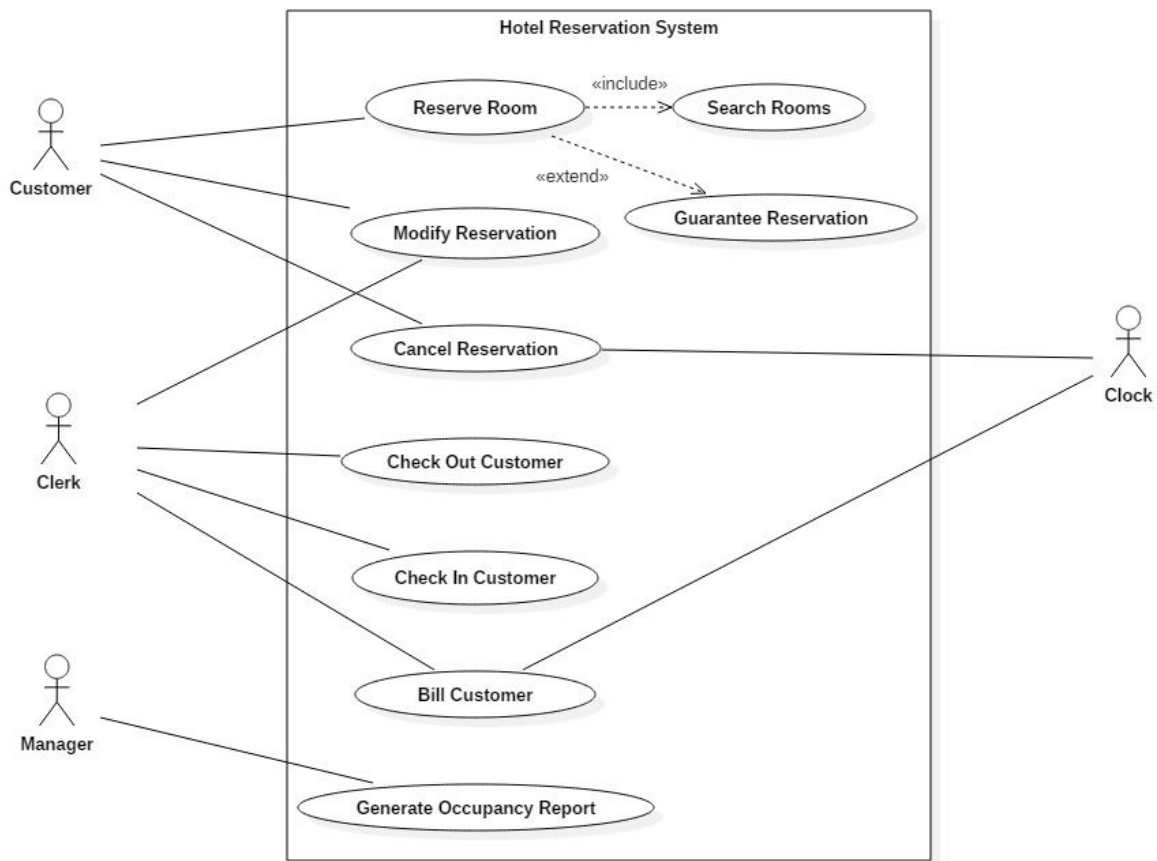 Hotel Reservation System
«include»
Reserve Room
Search Rooms
Customer
«extend»
Guarantee Reservation
Modify Reservation
Cancel Reservation
Clock
Check Out Customer
Clerk
Check In Customer
Bill Customer
Manager
Generate Occupancy Report